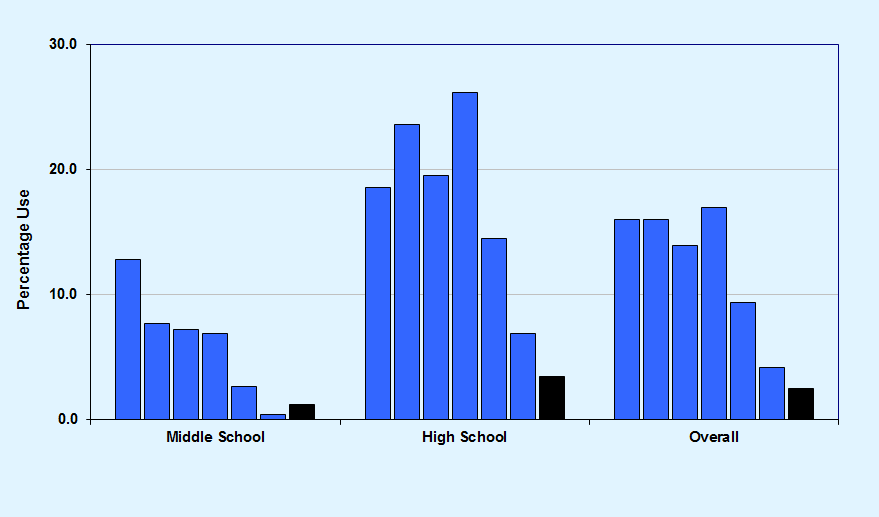 30.0
20.0
10.0
0.0
Percentage Use
Middle School
High School
Overall